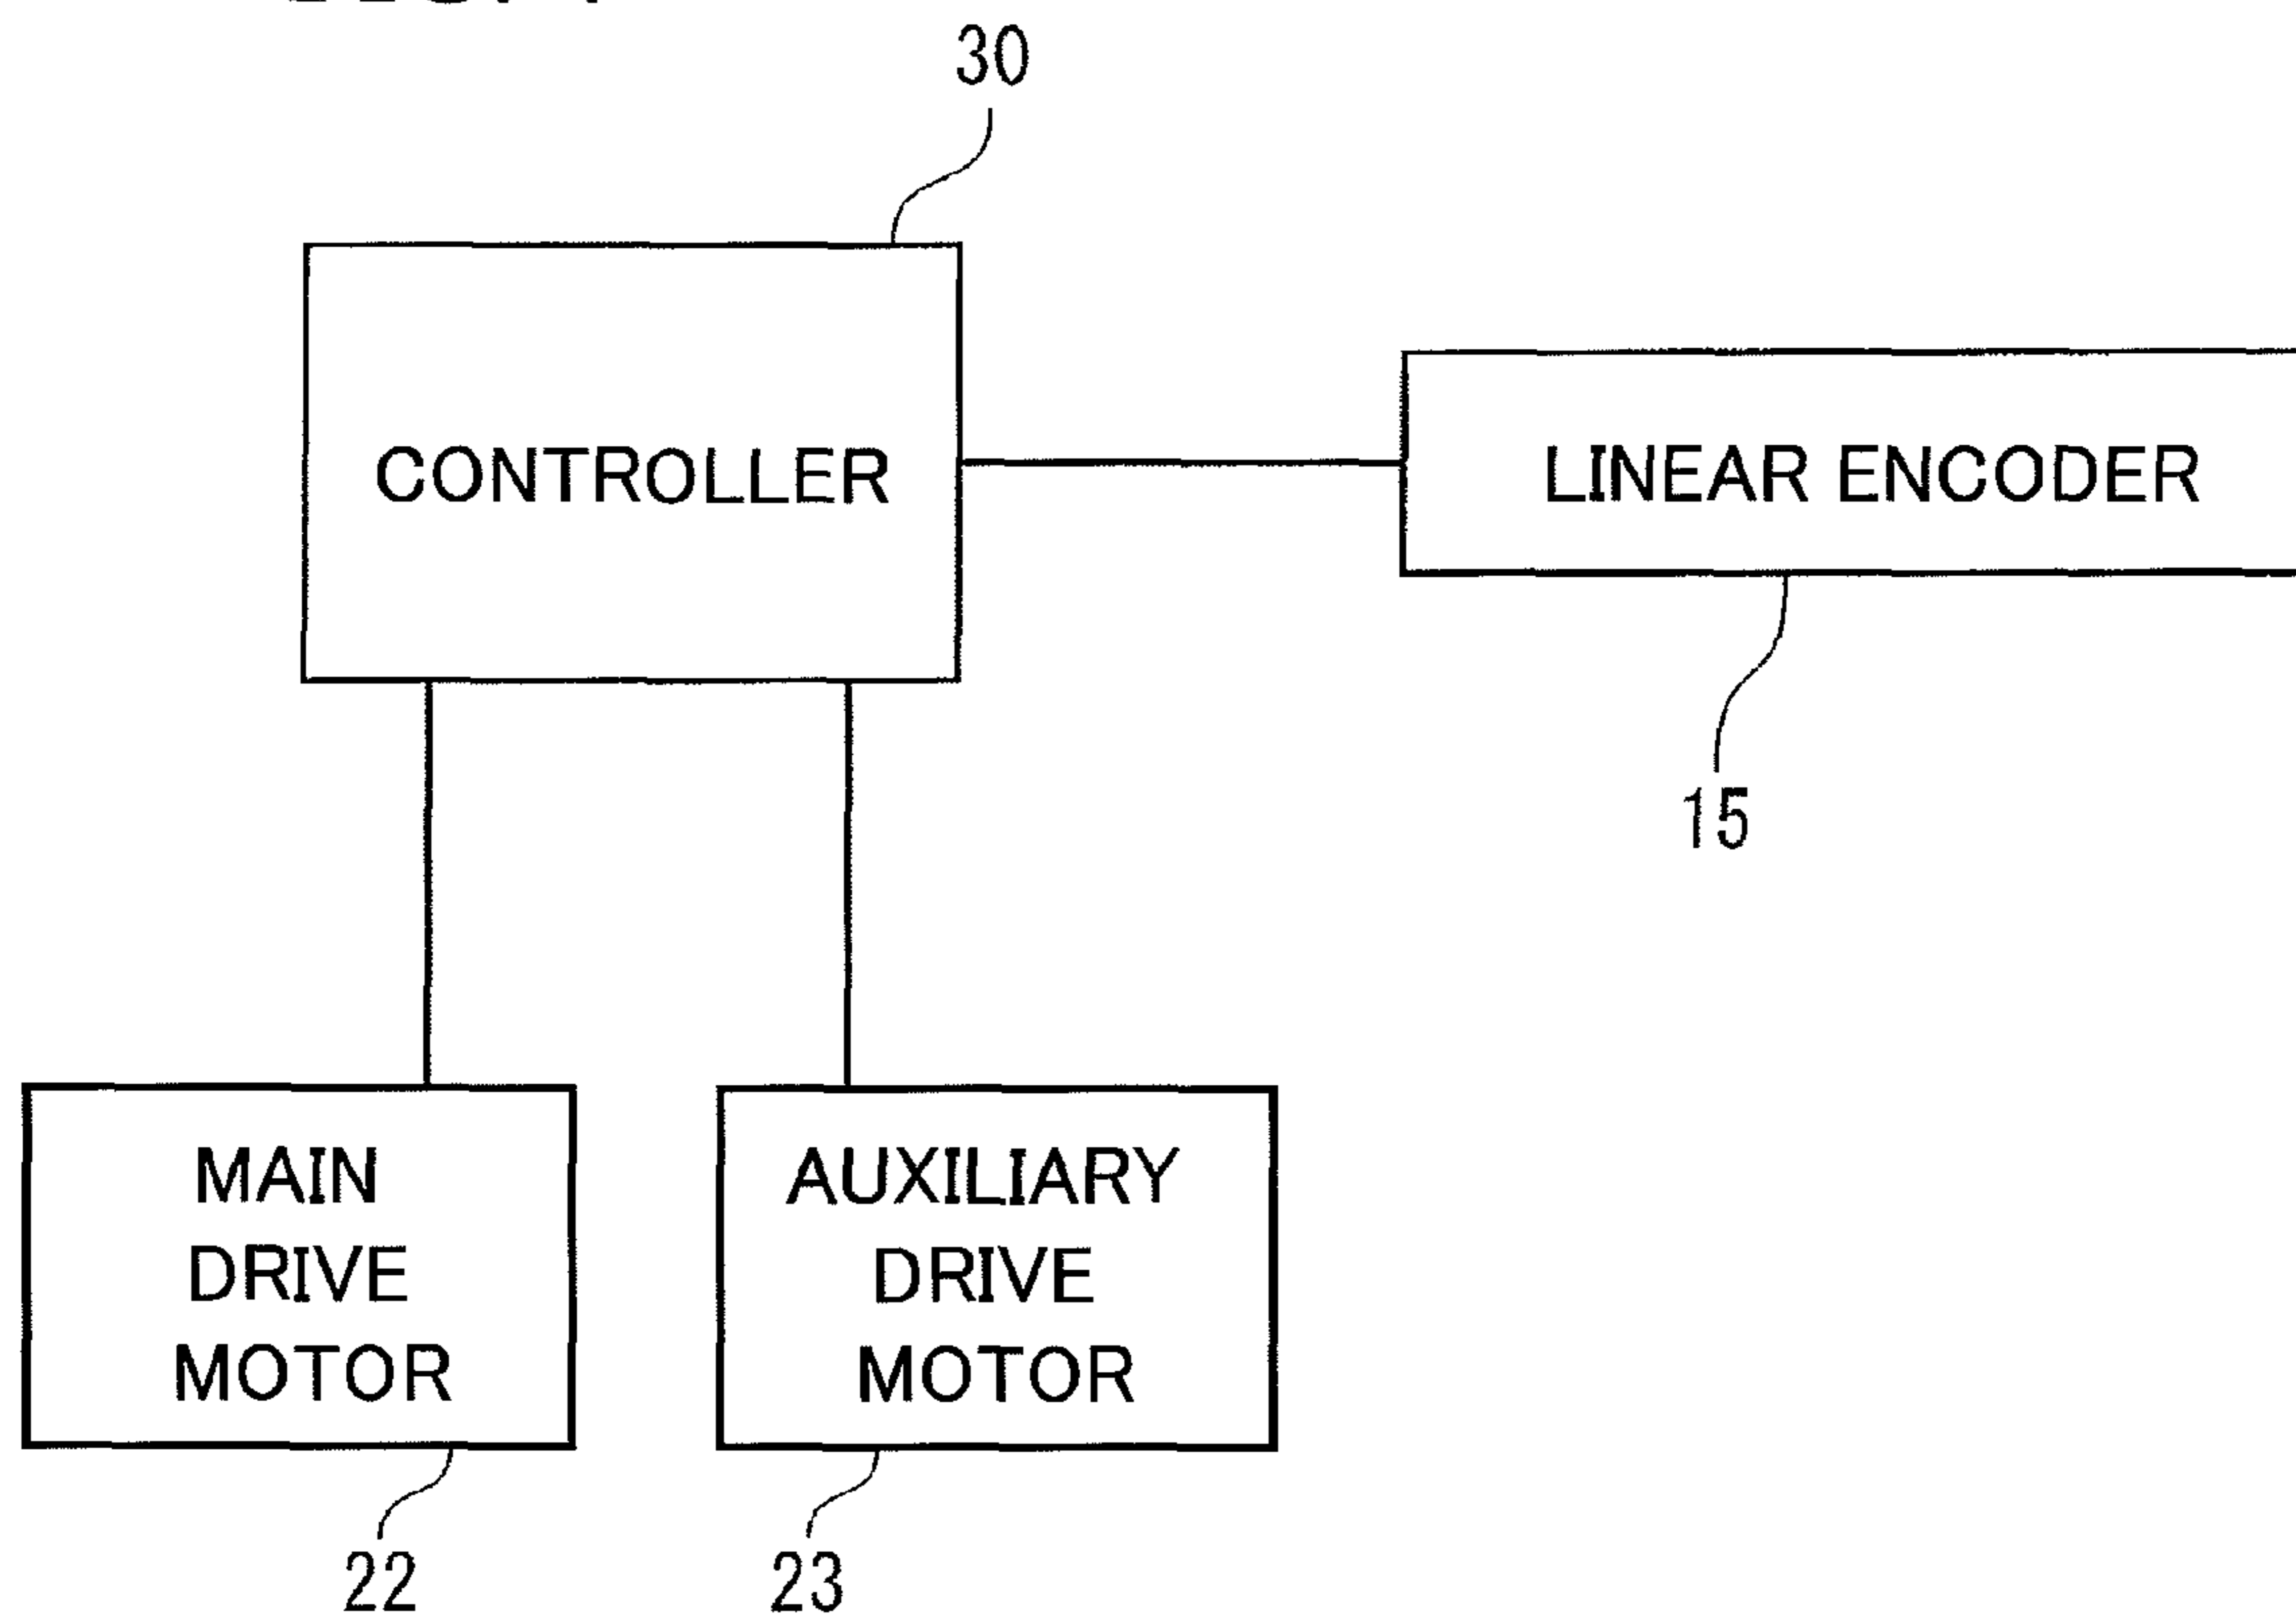 30
CONTROLLER
LINEAR ENCODER
15
MAIN
DRIVE
MOTOR
AUXILIARY
DRIVE
MOTOR
22
23